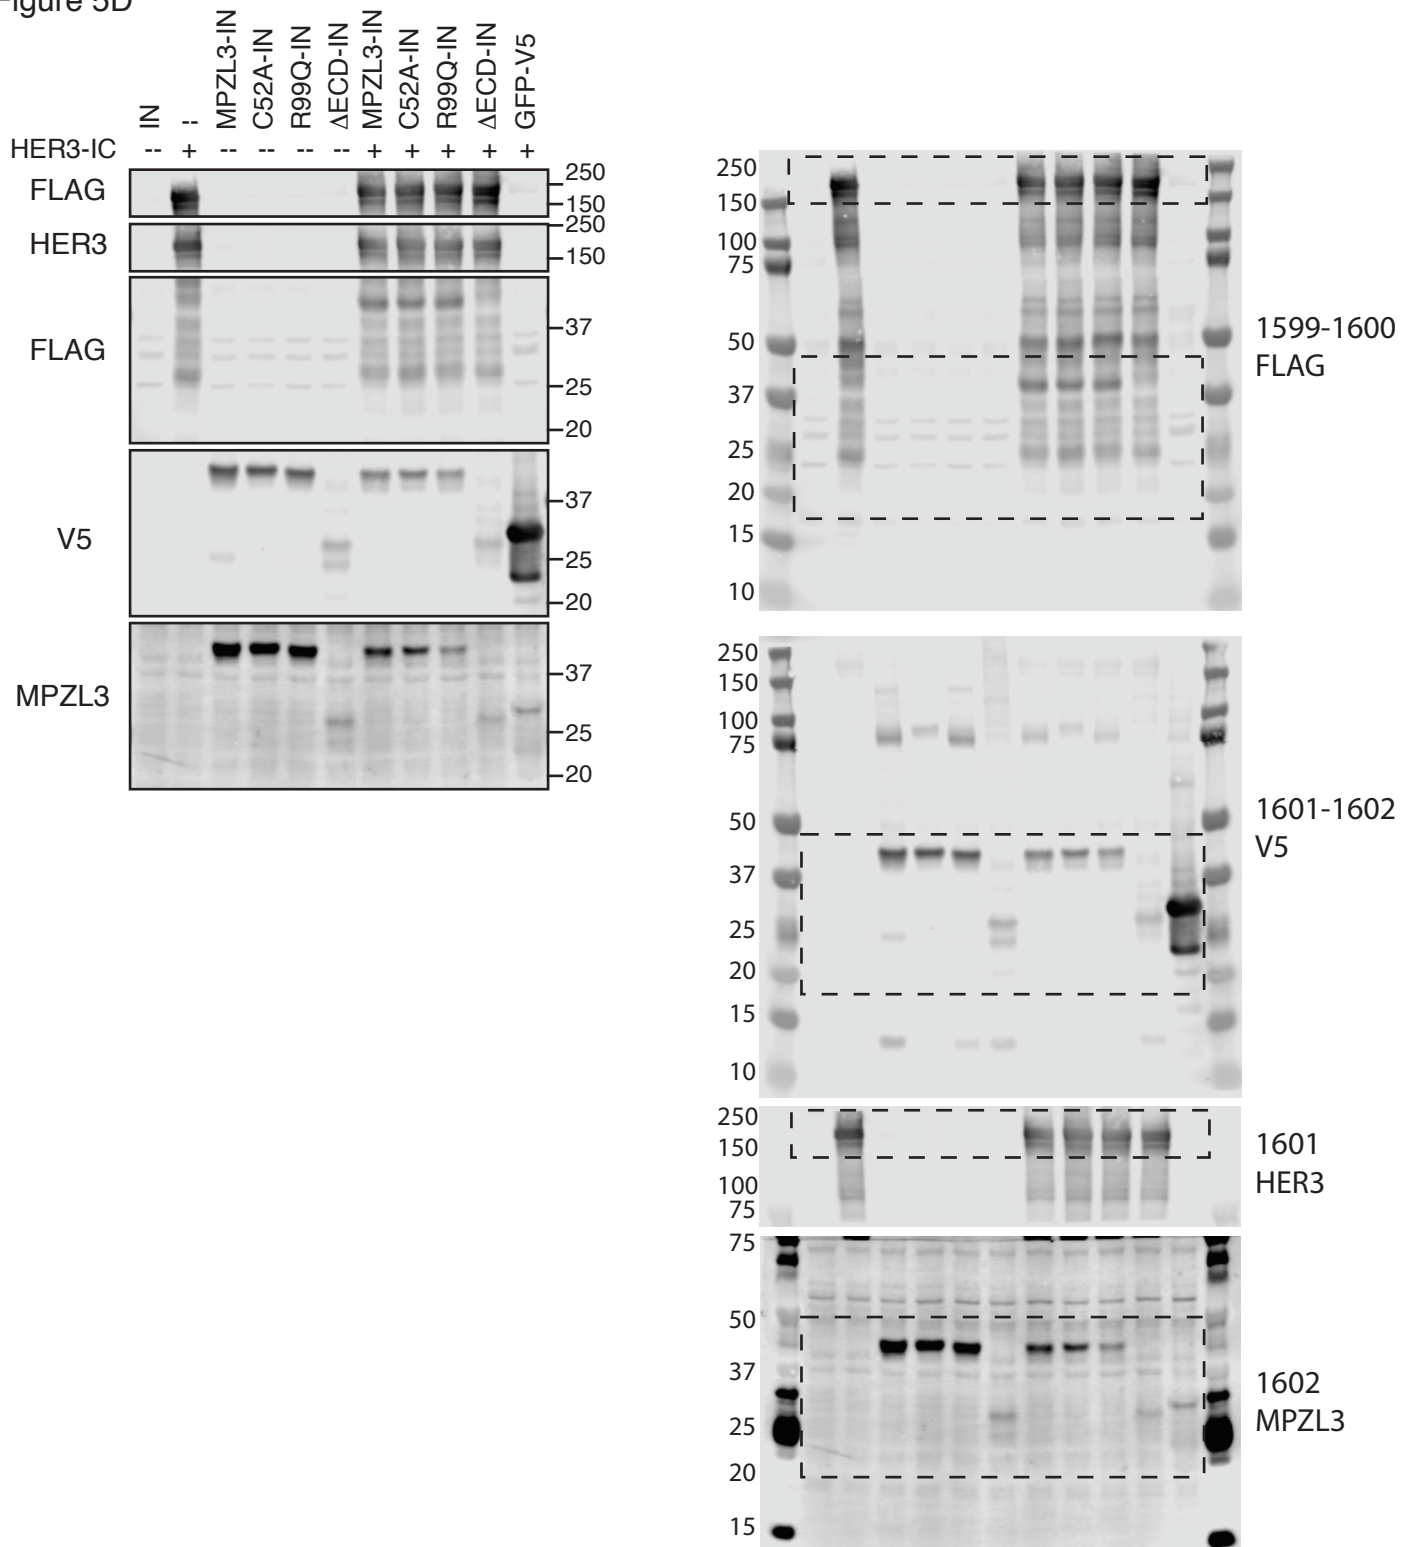 Figure 5D
IN
--
MPZL3-IN
C52A-IN
R99Q-IN
ΔECD-IN
MPZL3-IN
C52A-IN
R99Q-IN
ΔECD-IN
GFP-V5
HER3-IC -- + -- -- -- -- + + + + +
FLAG
250
150
HER3
250
150
FLAG
37
25
20
V5
37
25
20
MPZL3
37
25
20
250
150
100
75
50
37
25
20
15
10
1599-1600
FLAG
250
150
100
75
50
37
25
20
15
10
1601-1602
V5
250
150
100
75
1601
HER3
75
50
37
25
20
15
1602
MPZL3